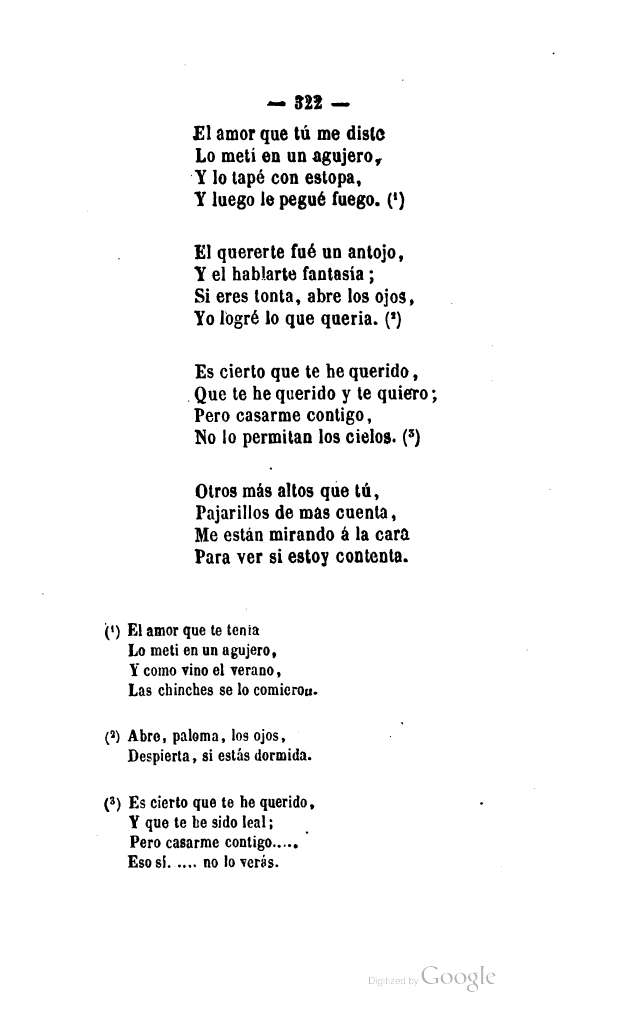 — 322 —
El amor que tú me diste
Lo meti en un agujero,
Y lo tapé con estopa,
Y luego le pegué fuego. (¹)
El quererte fué un antojo,
Y el hablarte fantasía;
Si eres tonta, abre los ojos,
Yo logré lo que queria. (²)
Es cierto que te he querido,
Que te he querido y te quiero;
Pero casarme contigo,
No lo permitan los cielos. (³)
Otros más altos que tú,
Pajarillos de mas cuenta,
Me están mirando á la cara
Para ver si estoy contenta.
(¹) El amor que te tenia
Lo meti en un agujero,
Y como vino el verano,
Las chinches se lo comieron.
(²) Abre, paloma, los ojos,
Despierta, si estás dormida.
(³) Es cierto que te he querido,
Y que te he sido leal;
Pero casarme contigo.....
Eso sí. .... no lo verás.
Digitized by Google